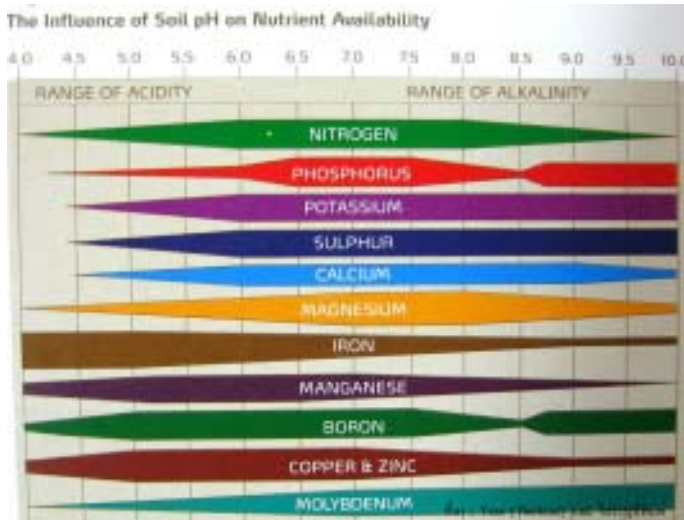 The Influence of Soil pH on Nutrient Availability
4.0 4.5 5.0 5.5 6.0 6.5 7.0 7.5 8.0 8.5 9.0 9.5 10.0
RANGE OF ACIDITY RANGE OF ALKALINITY
NITROGEN
PHOSPHORUS
POTASSIUM
SULPHUR
CALCIUM
MAGNESIUM
IRON
MANGANESE
BORON
COPPER & ZINC
MOLYBDENUM